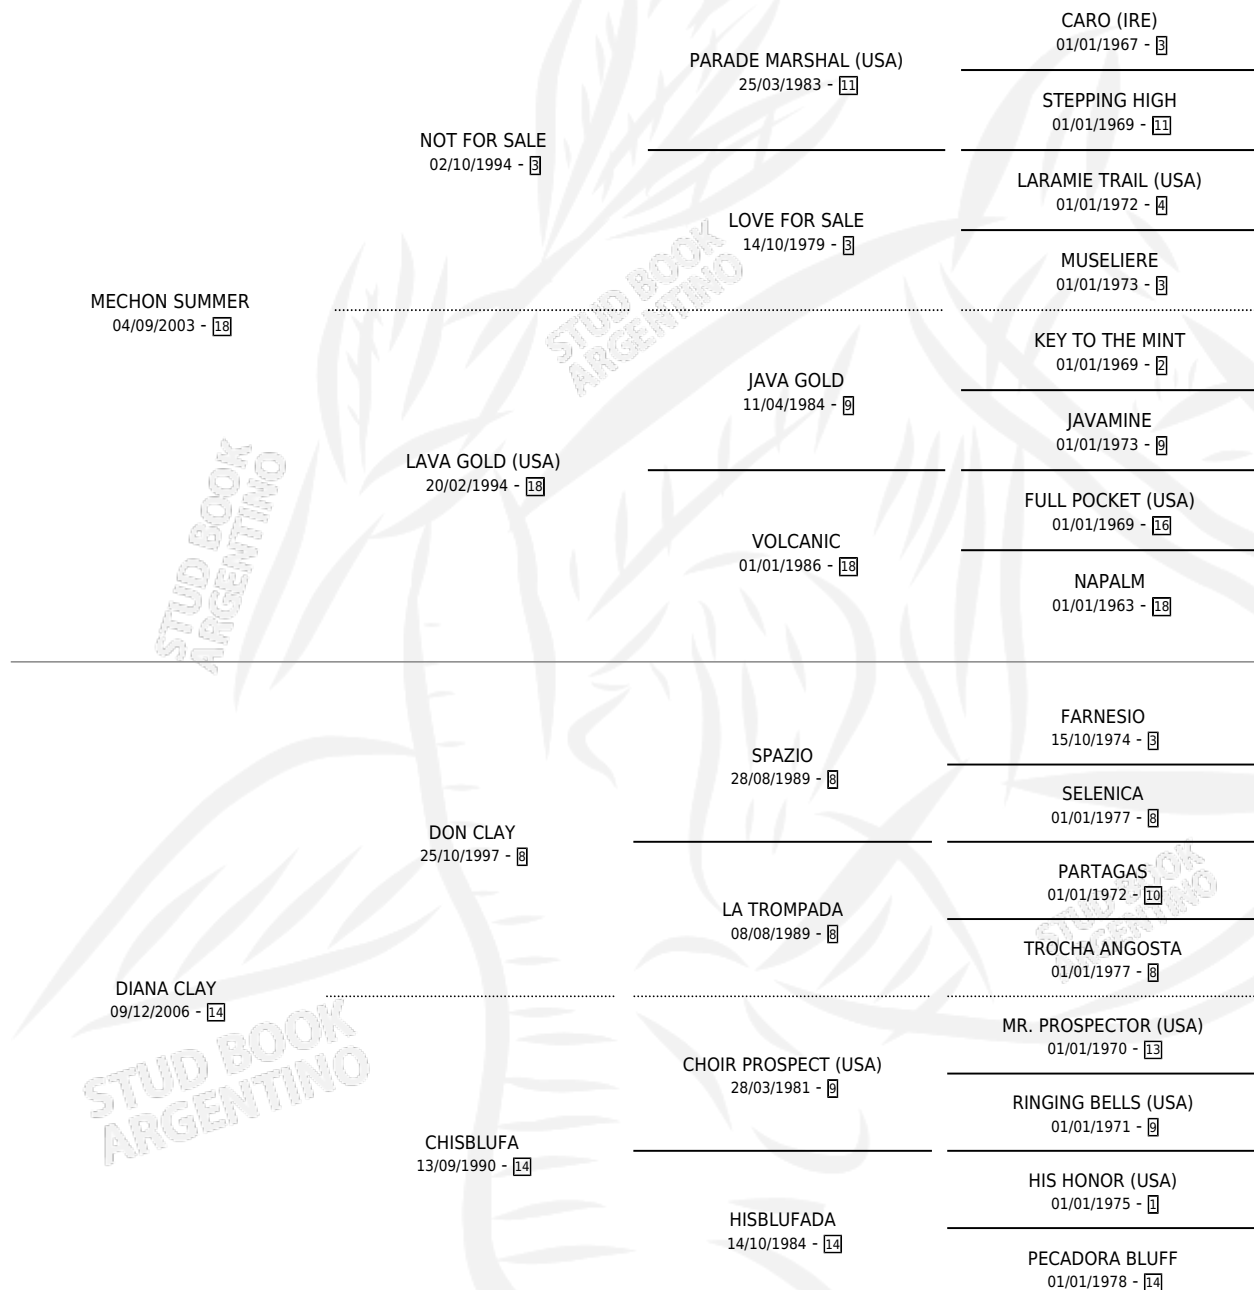 CARO (IRE)
01/01/1967 - 3
PARADE MARSHAL (USA)
25/03/1983 - 11
STEPPING HIGH
01/01/1969 - 11
NOT FOR SALE
02/10/1994 - 3
LARAMIE TRAIL (USA)
01/01/1972 - 4
LOVE FOR SALE
14/10/1979 - 3
MUSELIERE
01/01/1973 - 3
MECHON SUMMER
04/09/2003 - 18
KEY TO THE MINT
01/01/1969 - 2
JAVA GOLD
11/04/1984 - 9
JAVAMINE
01/01/1973 - 9
LAVA GOLD (USA)
20/02/1994 - 18
FULL POCKET (USA)
01/01/1969 - 16
VOLCANIC
01/01/1986 - 18
NAPALM
01/01/1963 - 18
FARNESIO
15/10/1974 - 3
SPAZIO
28/08/1989 - 8
SELENICA
01/01/1977 - 8
DON CLAY
25/10/1997 - 8
PARTAGAS
01/01/1972 - 10
LA TROMPADA
08/08/1989 - 8
TROCHA ANGOSTA
01/01/1977 - 8
DIANA CLAY
09/12/2006 - 14
MR. PROSPECTOR (USA)
01/01/1970 - 13
CHOIR PROSPECT (USA)
28/03/1981 - 9
RINGING BELLS (USA)
01/01/1971 - 9
CHISBLUFA
13/09/1990 - 14
HIS HONOR (USA)
01/01/1975 - 1
HISBLUFADA
14/10/1984 - 14
PECADORA BLUFF
01/01/1978 - 14
STUD BOOK
ARGENTINO
STUD BOOK
ARGENTINO
STUD BOOK
ARGENTINO
STUD BOOK
ARGENTINO